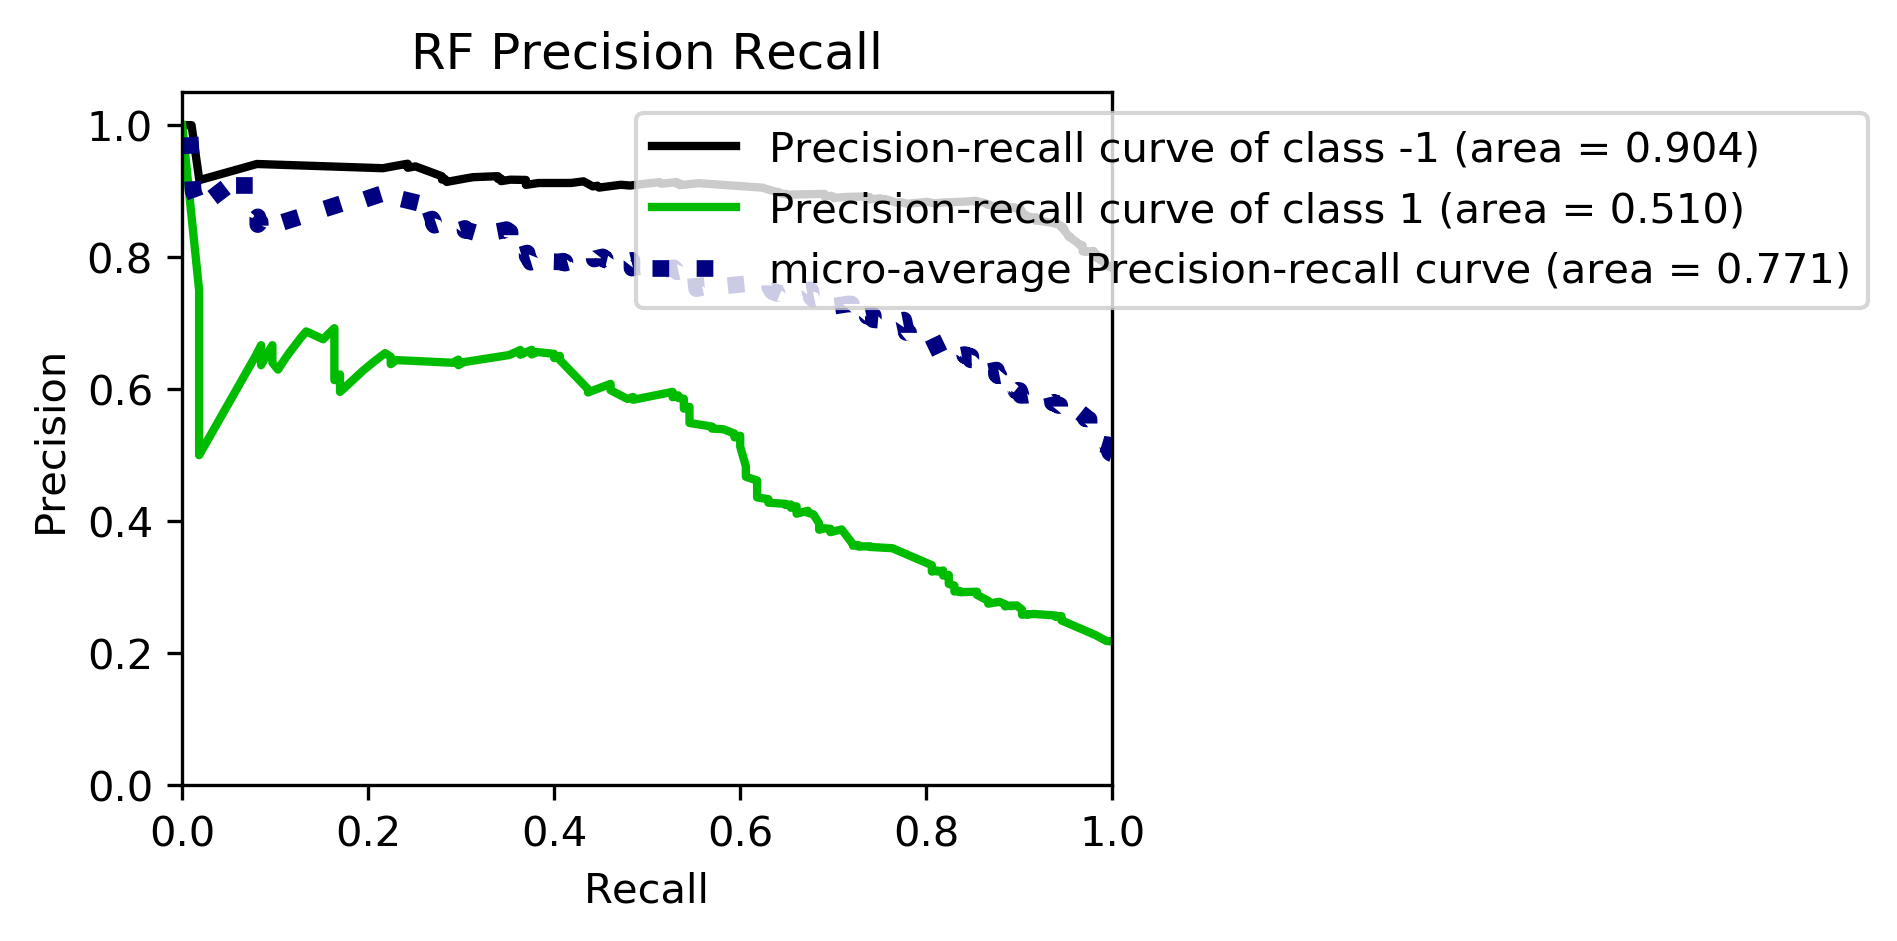 RF Precision Recall
Precision-recall curve of class -1 (area = 0.904)
Precision-recall curve of class 1 (area = 0.510)
micro-average Precision-recall curve (area = 0.771)
Precision
1.0
0.8
0.6
0.4
0.2
0.0
0.0 0.2 0.4 0.6 0.8 1.0
Recall